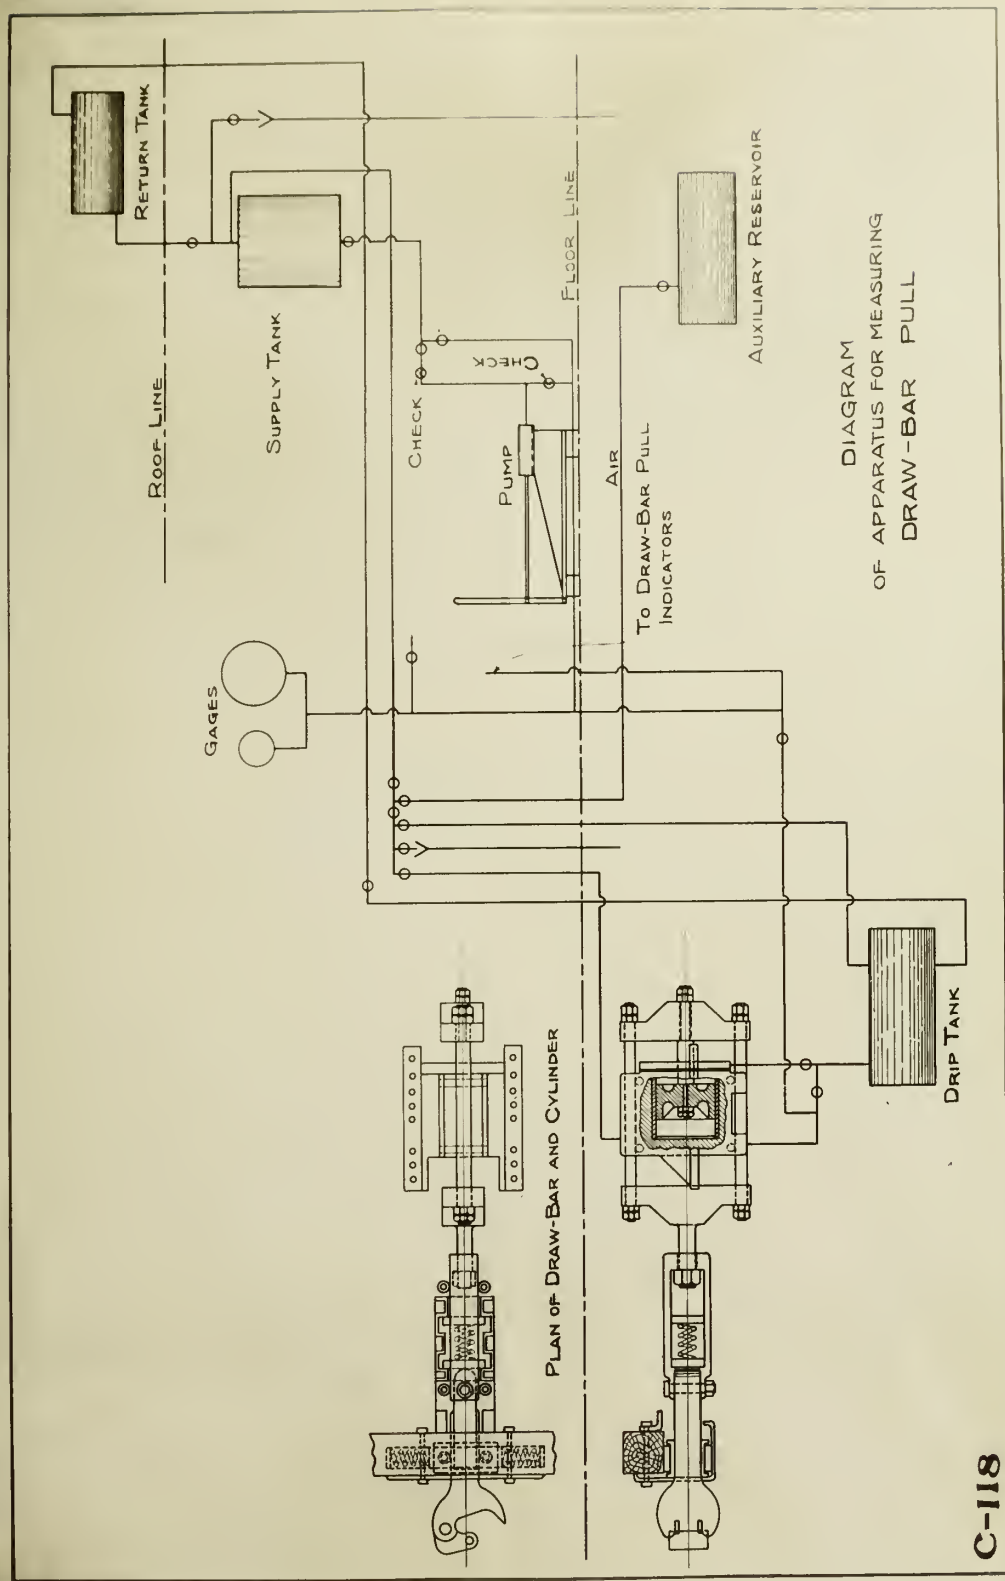 RETURN TANK
ROOF LINE
SUPPLY TANK
GAGES
CHECK
CHECK
PUMP
FLOOR LINE
AIR
TO DRAW-BAR PULL
INDICATORS
AUXILIARY RESERVOIR
PLAN OF DRAW-BAR AND CYLINDER
DRIP TANK
DIAGRAM
OF APPARATUS FOR MEASURING
DRAW-BAR PULL
C-118